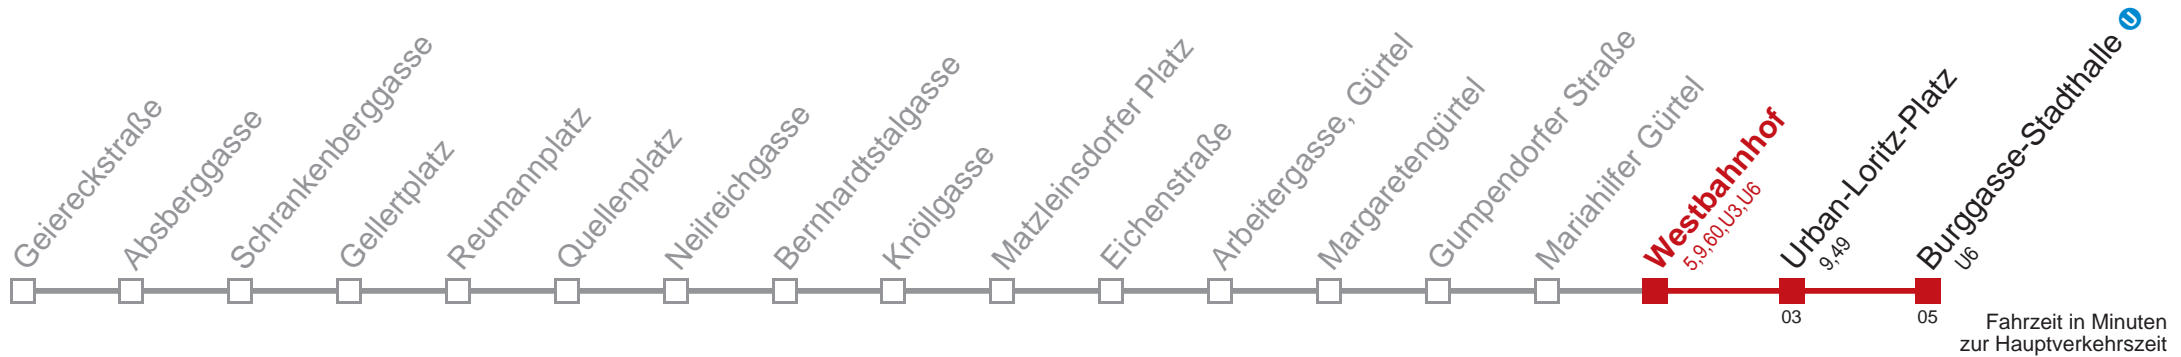 Geiereckstraße
Absberggasse
Schrankenberggasse
Gellertplatz
Reumannplatz
Quellenplatz
Neilreichgasse
Bernhardtstalgasse
Knöllgasse
Matzleinsdorfer Platz
Eichenstraße
Arbeitergasse, Gürtel
Margaretengürtel
Gumpendorfer Straße
Mariahilfer Gürtel
Westbahnhof
5,9,60,U3,U6
Urban-Loritz-Platz
9,49
Burggasse-Stadthalle U
U6
03
05
Fahrzeit in Minuten
zur Hauptverkehrszeit